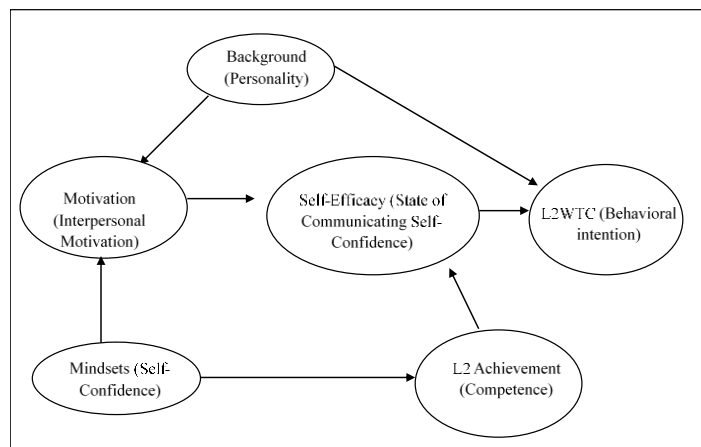 Background
(Personality)
Motivation
(Interpersonal
Motivation)
Self-Efficacy (State of
Communicating Self-
Confidence)
L2WTC (Behavioral
intention)
Mindsets (Self-
Confidence)
L2 Achievement
(Competence)